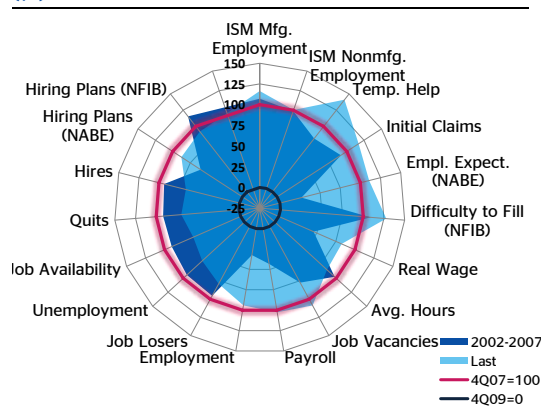 ISM Mfg.
Employment
ISM Nonmfg.
Employment
Temp. Help
Initial Claims
Empl. Expect.
(NABE)
Difficulty to Fill
(NFIB)
Real Wage
Avg. Hours
Job Vacancies
Payroll
Employment
Job Losers
Unemployment
Job Availability
Quits
Hires
Hiring Plans
(NABE)
Hiring Plans (NFIB)
150
125
100
75
50
25
0
-25
2002-2007
Last
4Q07=100
4Q09=0